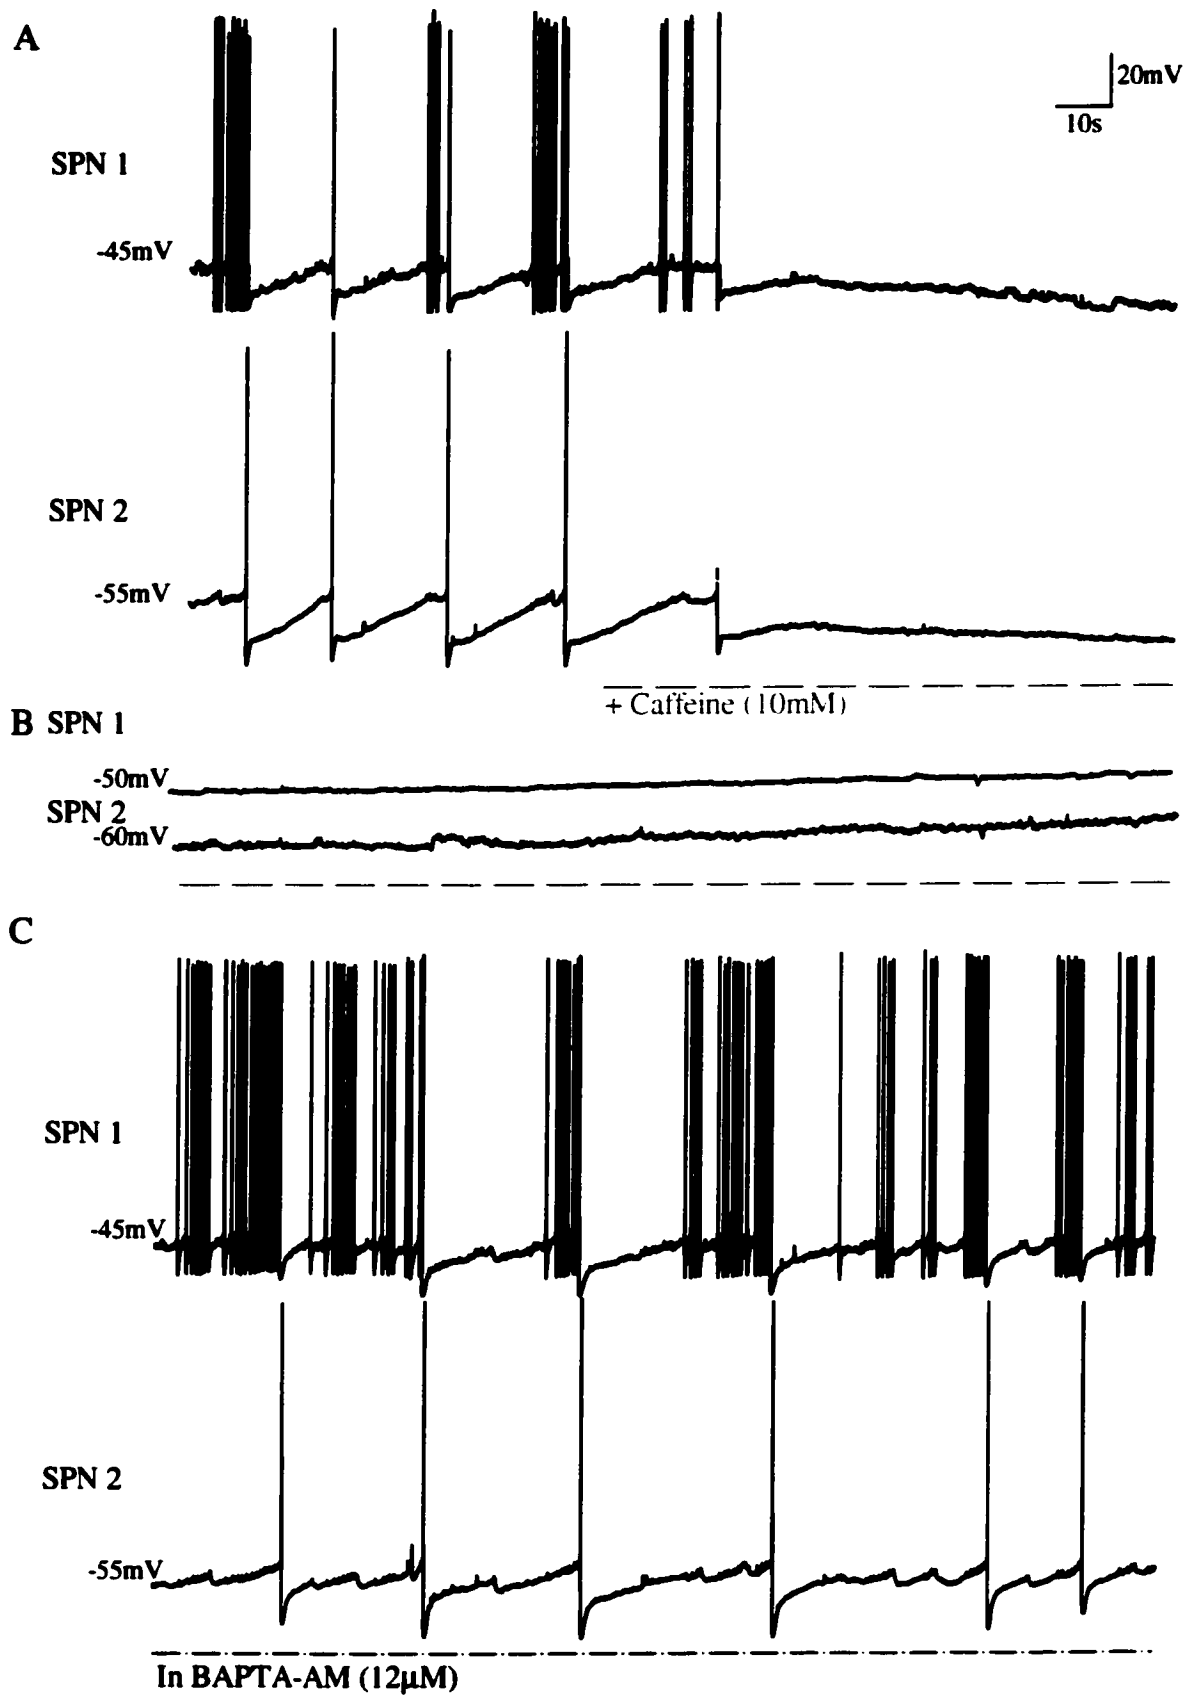 A
20mV
10s
SPN 1
-45mV
SPN 2
-55mV
+ Caffeine (10mM)
B SPN 1
-50mV
SPN 2
-60mV
C
SPN 1
-45mV
SPN 2
-55mV
In BAPTA-AM (12µM)